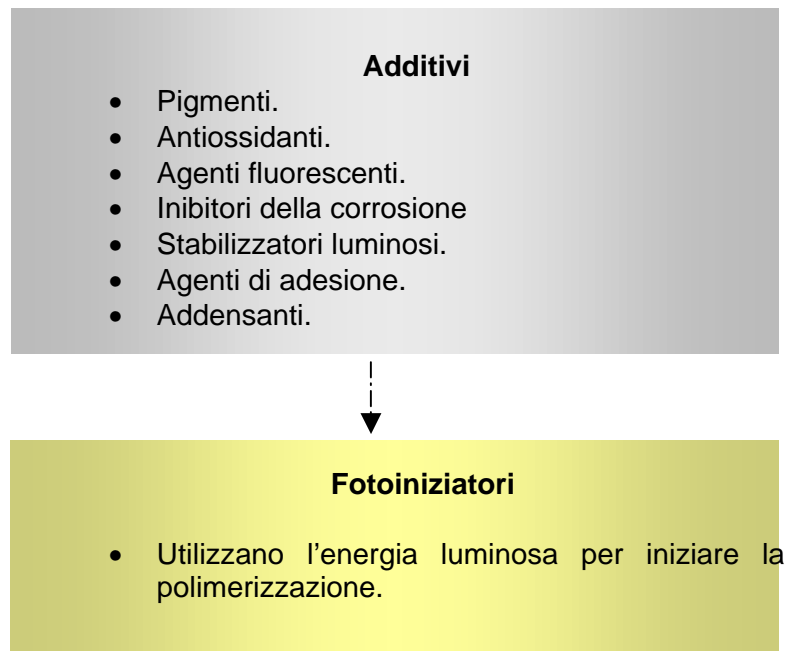 Additivi
• Pigmenti.
• Antiossidanti.
• Agenti fluorescenti.
• Inibitori della corrosione
• Stabilizzatori luminosi.
• Agenti di adesione.
• Addensanti.
Fotoiniziatori
• Utilizzano l'energia luminosa per iniziare la
polimerizzazione.